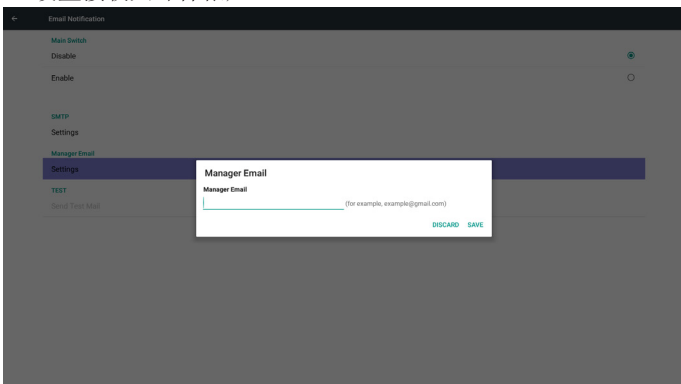 Email Notification
Main Switch
Disable
Enable
SMTP
Settings
Manager Email
Settings
TEST
Send Test Mail
Manager Email
Manager Email
(for example, example@gmail.com)
DISCARD SAVE